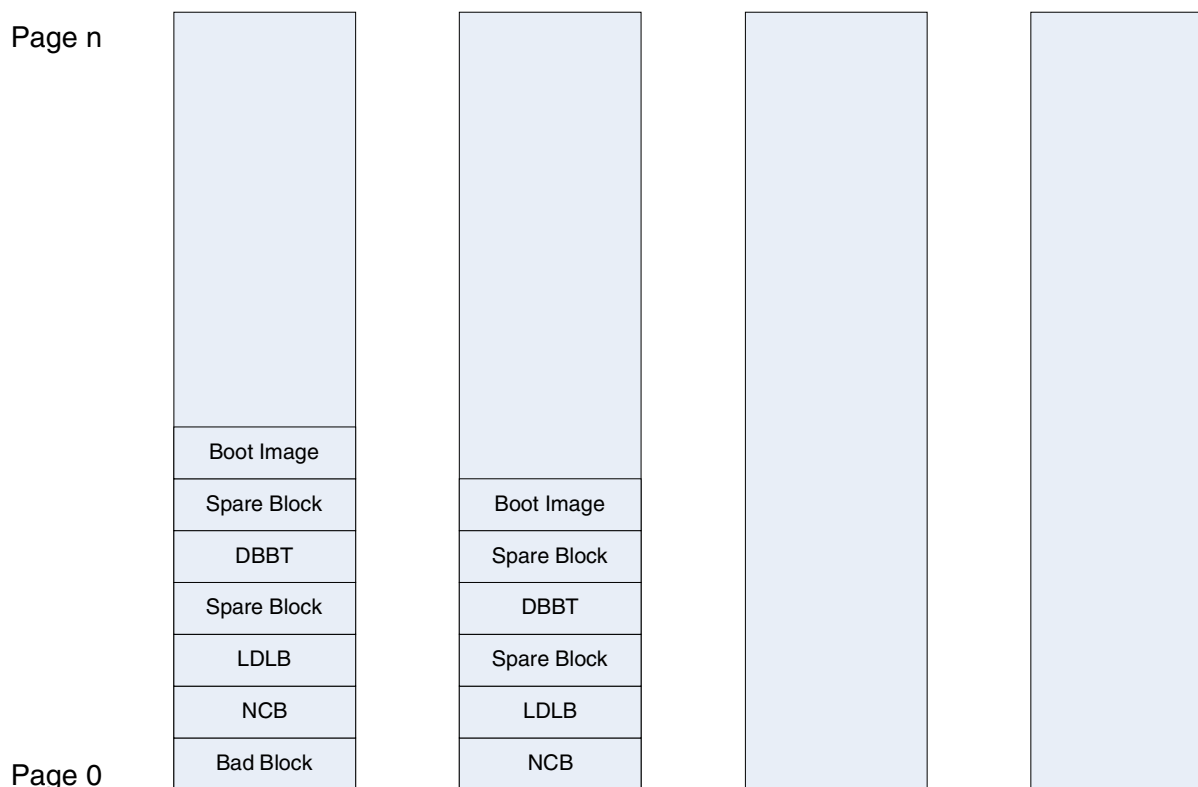 Page n
Boot Image
Spare Block
Boot Image
DBBT
Spare Block
Spare Block
DBBT
LDLB
Spare Block
NCB
LDLB
Page 0
Bad Block
NCB